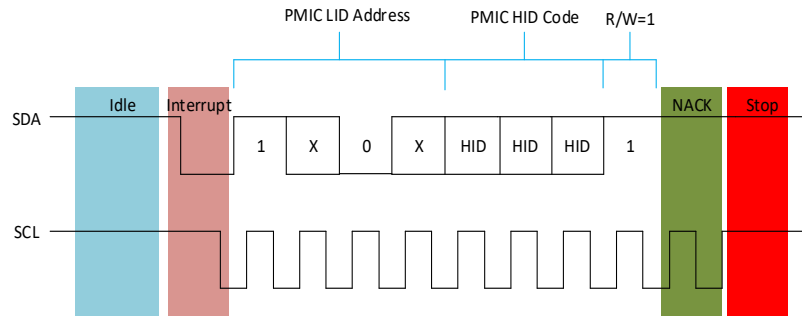 PMIC LID Address PMIC HID Code R/W=1
Idle Interrupt NACK Stop
SDA
1 X 0 X HID HID HID 1
SCL